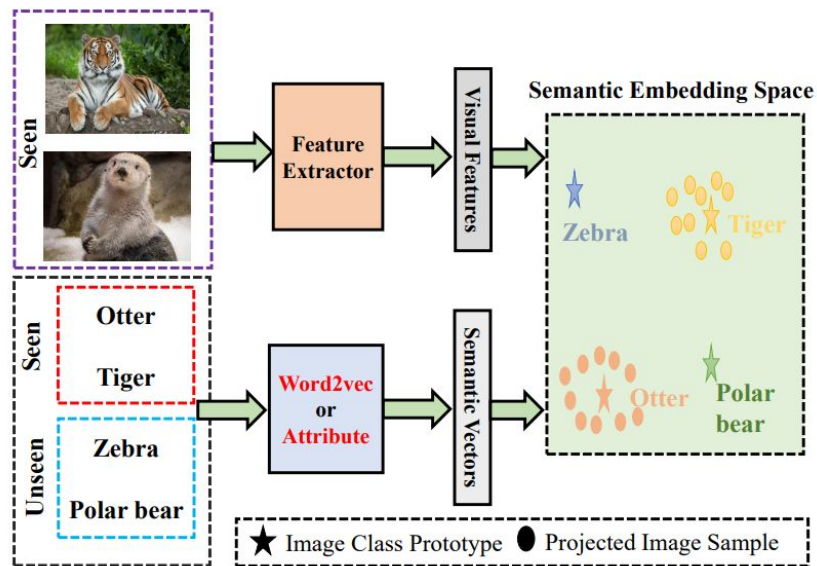 Seen
Feature
Extractor
Visual Features
Semantic Embedding Space
Zebra
Tiger
Otter
Polar
bear
Seen
Otter
Tiger
Unseen
Zebra
Polar bear
Word2vec
or
Attribute
Semantic Vectors
Image Class Prototype
Projected Image Sample